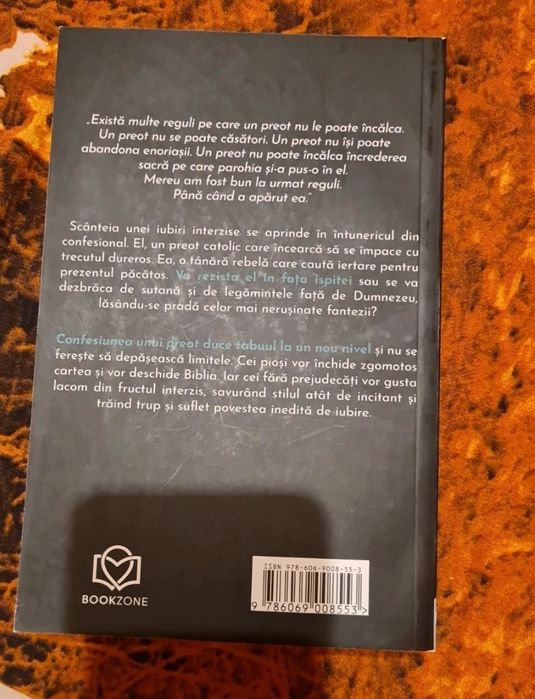 „Există multe reguli pe care un preot nu le poate încălca.
Un preot nu se poate căsători. Un preot nu își poate
abandona enoriașii. Un preot nu poate încălca încrederea
sacră pe care parohia și-a pus-o în el.
Mereu am fost bun la urmat reguli.
Până când a apărut ea.”
Scânteia unei iubiri interzise se aprinde în întunericul din
confesional. El, un preot catolic care încearcă să se împace cu
trecutul dureros. Ea, o tânără rebelă care caută iertare pentru
prezentul păcătos. Va rezista el în fața ispitei sau se va
dezbrăca de sutană și de legămintele față de Dumnezeu,
lăsându-se pradă celor mai nerușinate fantezii?
Confesiunea unui preot duce tabuul la un nou nivel și nu se
ferește să depășească limitele. Cei pioși vor închide zgomotos
cartea și vor deschide Biblia. Iar cei fără prejudecăți vor gusta
lacom din fructul interzis, savurând stilul atât de incitant și
trăind trup și suflet povestea inedită de iubire.
BOOKZONE
ISBN 978-606-9008-55-3
9 786069 008553